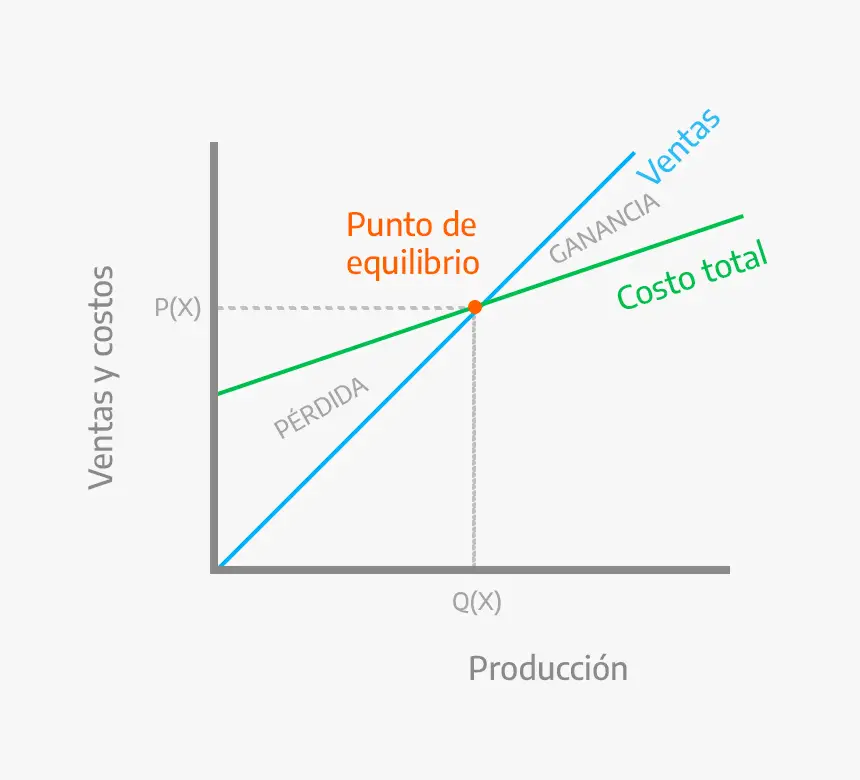 Ventas
GANANCIA
Punto de
equilibrio
Costo total
P(X)
Ventas y costos
PÉRDIDA
Q(X)
Producción